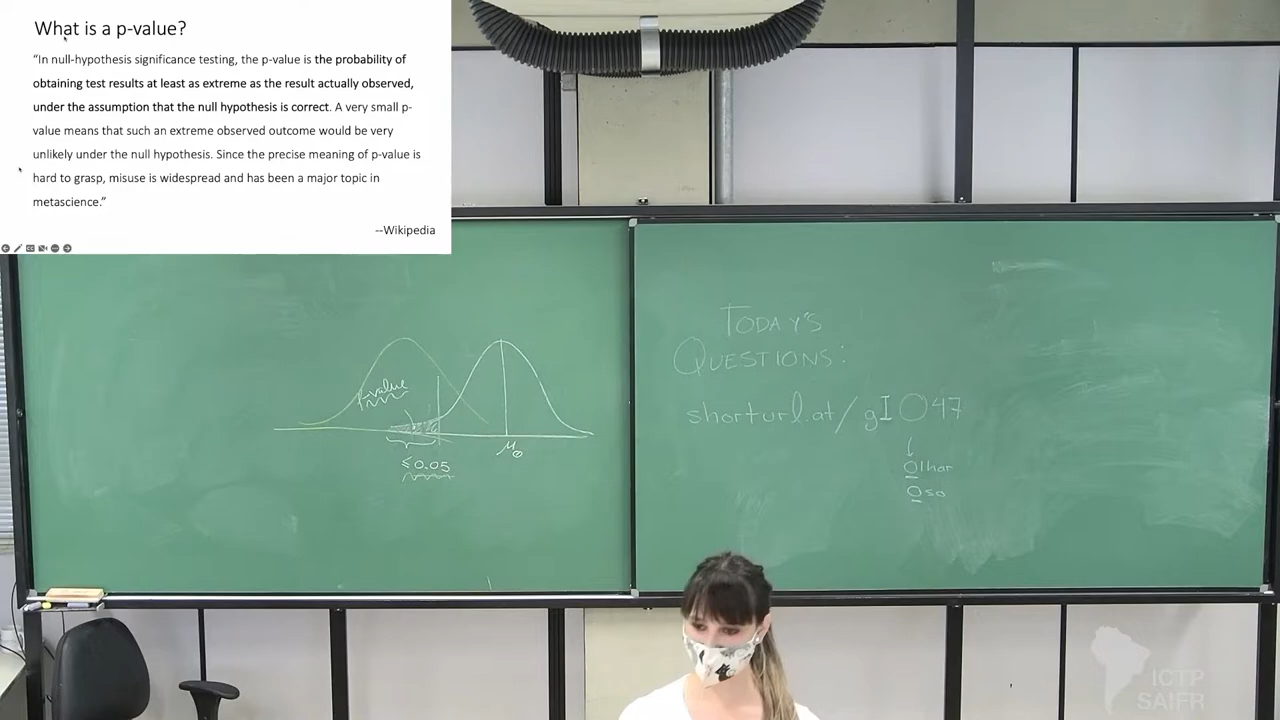 What is a p-value?
“In null-hypothesis significance testing, the p-value is the probability of
obtaining test results at least as extreme as the result actually observed,
under the assumption that the null hypothesis is correct. A very small p-
value means that such an extreme observed outcome would be very
unlikely under the null hypothesis. Since the precise meaning of p-value is
hard to grasp, misuse is widespread and has been a major topic in
metascience.”
--Wikipedia
p-value
≤0.05
μ₀
TODAY'S
QUESTIONS:
shorturl.at/gIO47
Olhar
Oso
ICTP
SAIFR